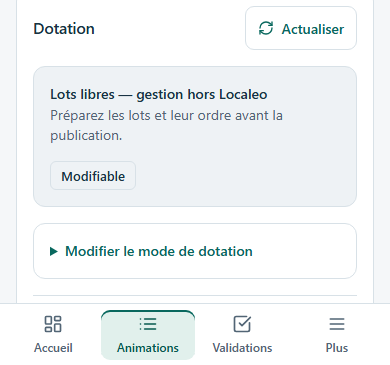 Dotation
Actualiser
Lots libres — gestion hors Localeo
Préparez les lots et leur ordre avant la
publication.
Modifiable
Modifier le mode de dotation
Accueil
Animations
Validations
Plus